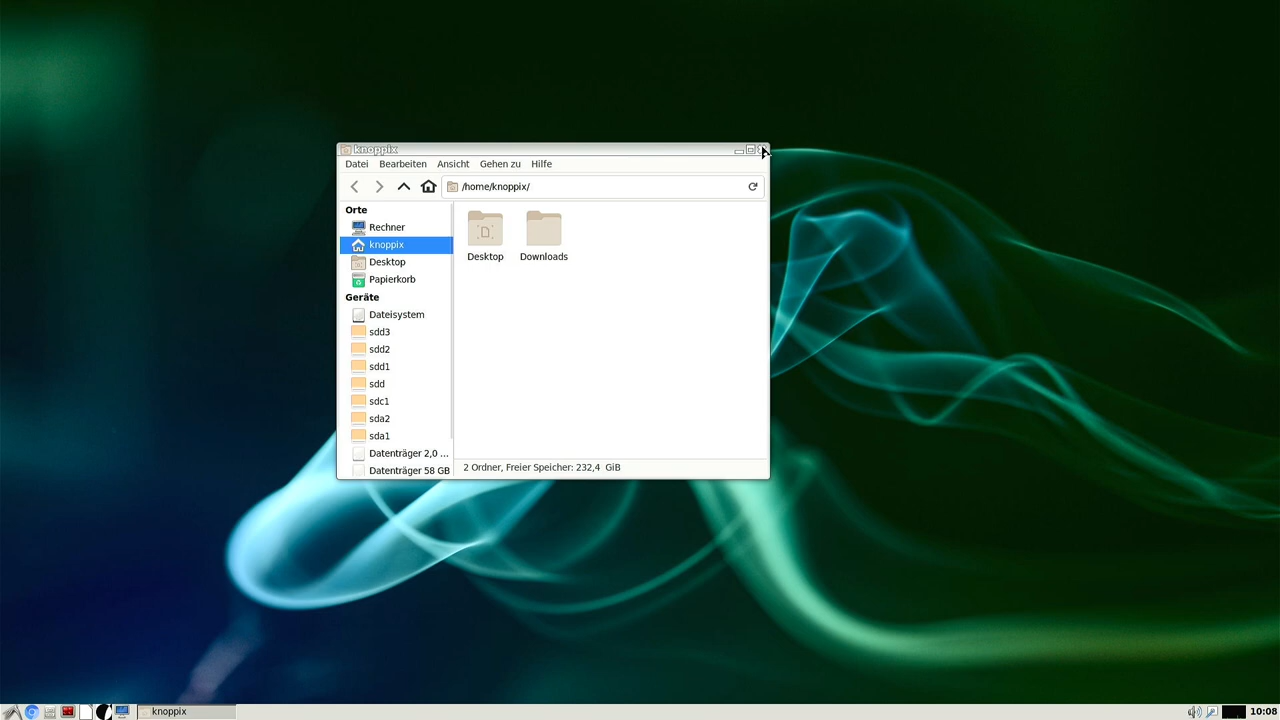 knoppix
Datei Bearbeiten Ansicht Gehen zu Hilfe
/home/knoppix/
Orte
Rechner
knoppix
Desktop
Papierkorb
Geräte
Dateisystem
sdd3
sdd2
sdd1
sdd
sdc1
sda2
sda1
Datenträger 2,0 ...
Datenträger 58 GB
Desktop Downloads
2 Ordner, Freier Speicher: 232,4 GiB
knoppix
10:08